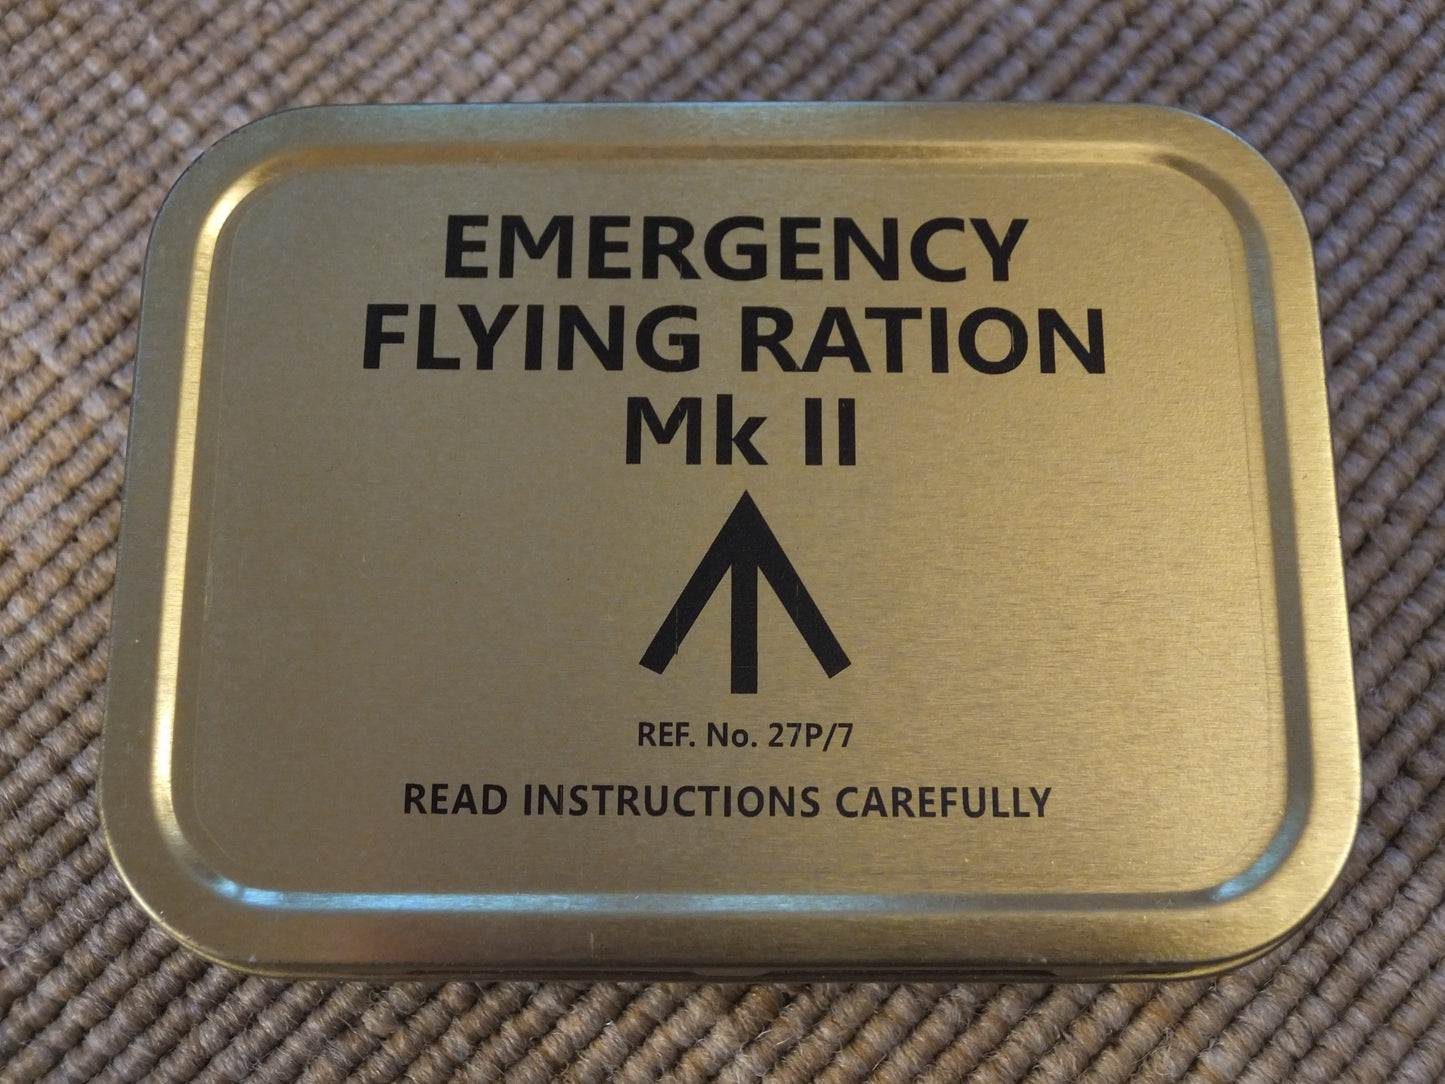 EMERGENCY
FLYING RATION
Mk II
REF. No. 27P/7
READ INSTRUCTIONS CAREFULLY